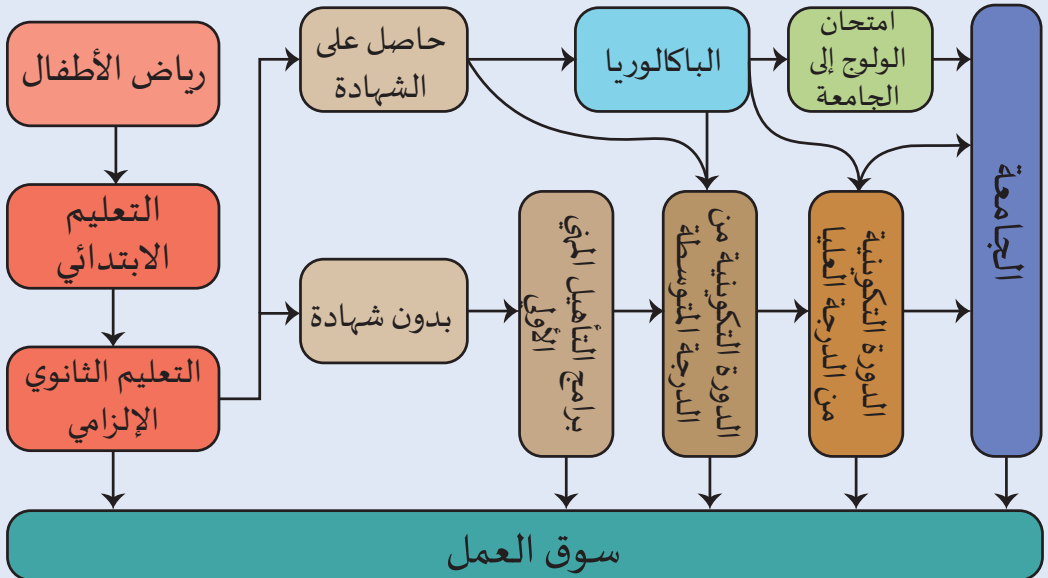 رياض الأطفال
التعليم
الابتدائي
التعليم الثانوي
الإلزامي
حاصل على
الشهادة
بدون شهادة
الباكالوريا
امتحان
الولوج إلى
الجامعة
برامج التأهيل المهني
الأولي
الدورة التكوينية من
الدرجة المتوسطة
الدورة التكوينية
من الدرجة العليا
الجامعة
سوق العمل